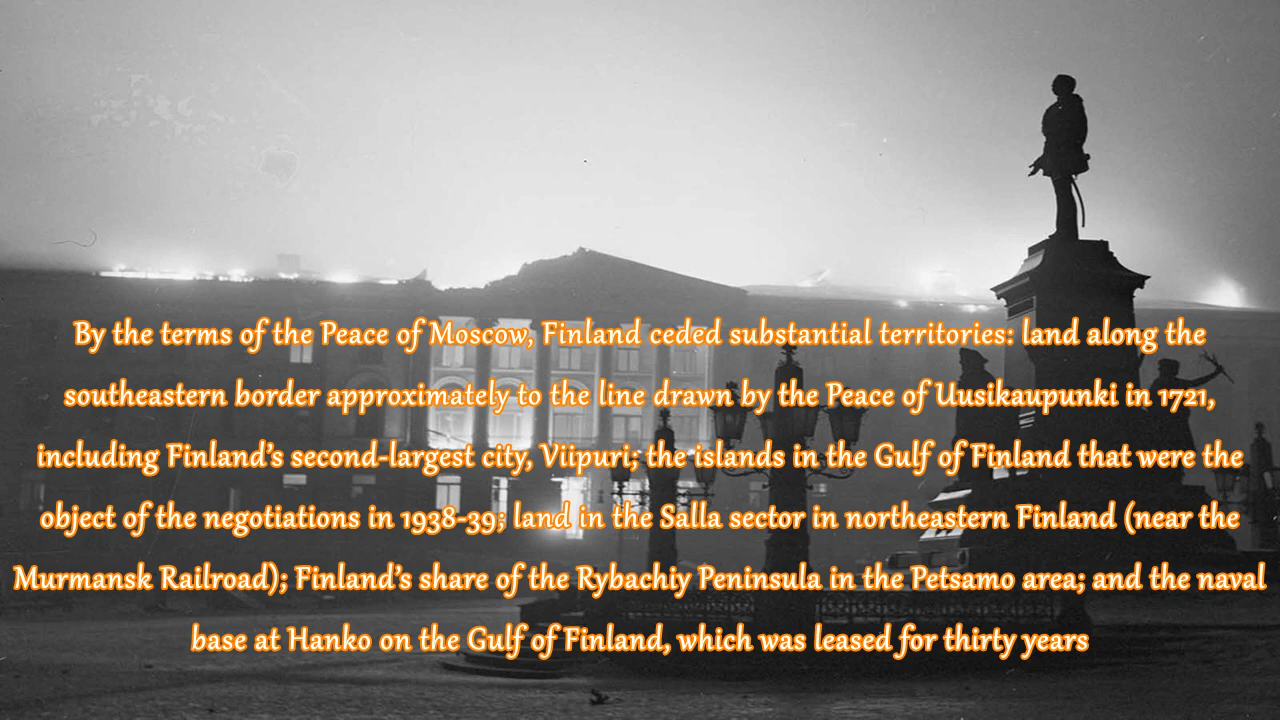 By the terms of the Peace of Moscow, Finland ceded substantial territories: land along the
southeastern border approximately to the line drawn by the Peace of Uusikaupunki in 1721,
including Finland’s second-largest city, Viipuri; the islands in the Gulf of Finland that were the
object of the negotiations in 1938-39; land in the Salla sector in northeastern Finland (near the
Murmansk Railroad); Finland’s share of the Rybachiy Peninsula in the Petsamo area; and the naval
base at Hanko on the Gulf of Finland, which was leased for thirty years